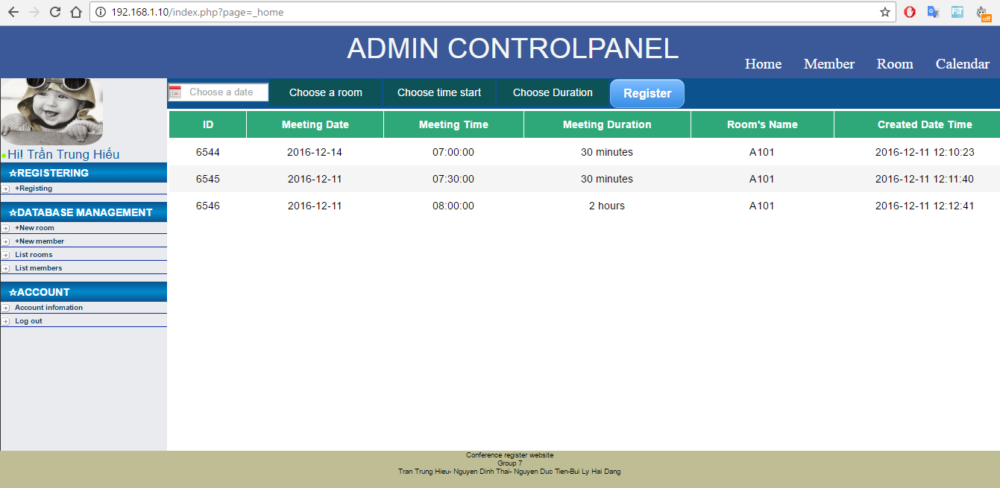 192.168.1.10/index.php?page=_home
off
ADMIN CONTROLPANEL
Home Member Room Calendar
Choose a date Choose a room Choose time start Choose Duration Register
Hi! Trần Trung Hiếu
☆REGISTERING
+Registing
☆DATABASE MANAGEMENT
+New room
+New member
List rooms
List members
☆ACCOUNT
Account infomation
Log out
ID Meeting Date Meeting Time Meeting Duration Room's Name Created Date Time
6544 2016-12-14 07:00:00 30 minutes A101 2016-12-11 12:10:23
6545 2016-12-11 07:30:00 30 minutes A101 2016-12-11 12:11:40
6546 2016-12-11 08:00:00 2 hours A101 2016-12-11 12:12:41
Conference register website
Group 7
Tran Trung Hieu- Nguyen Dinh Thai- Nguyen Duc Tien-Bui Ly Hai Dang